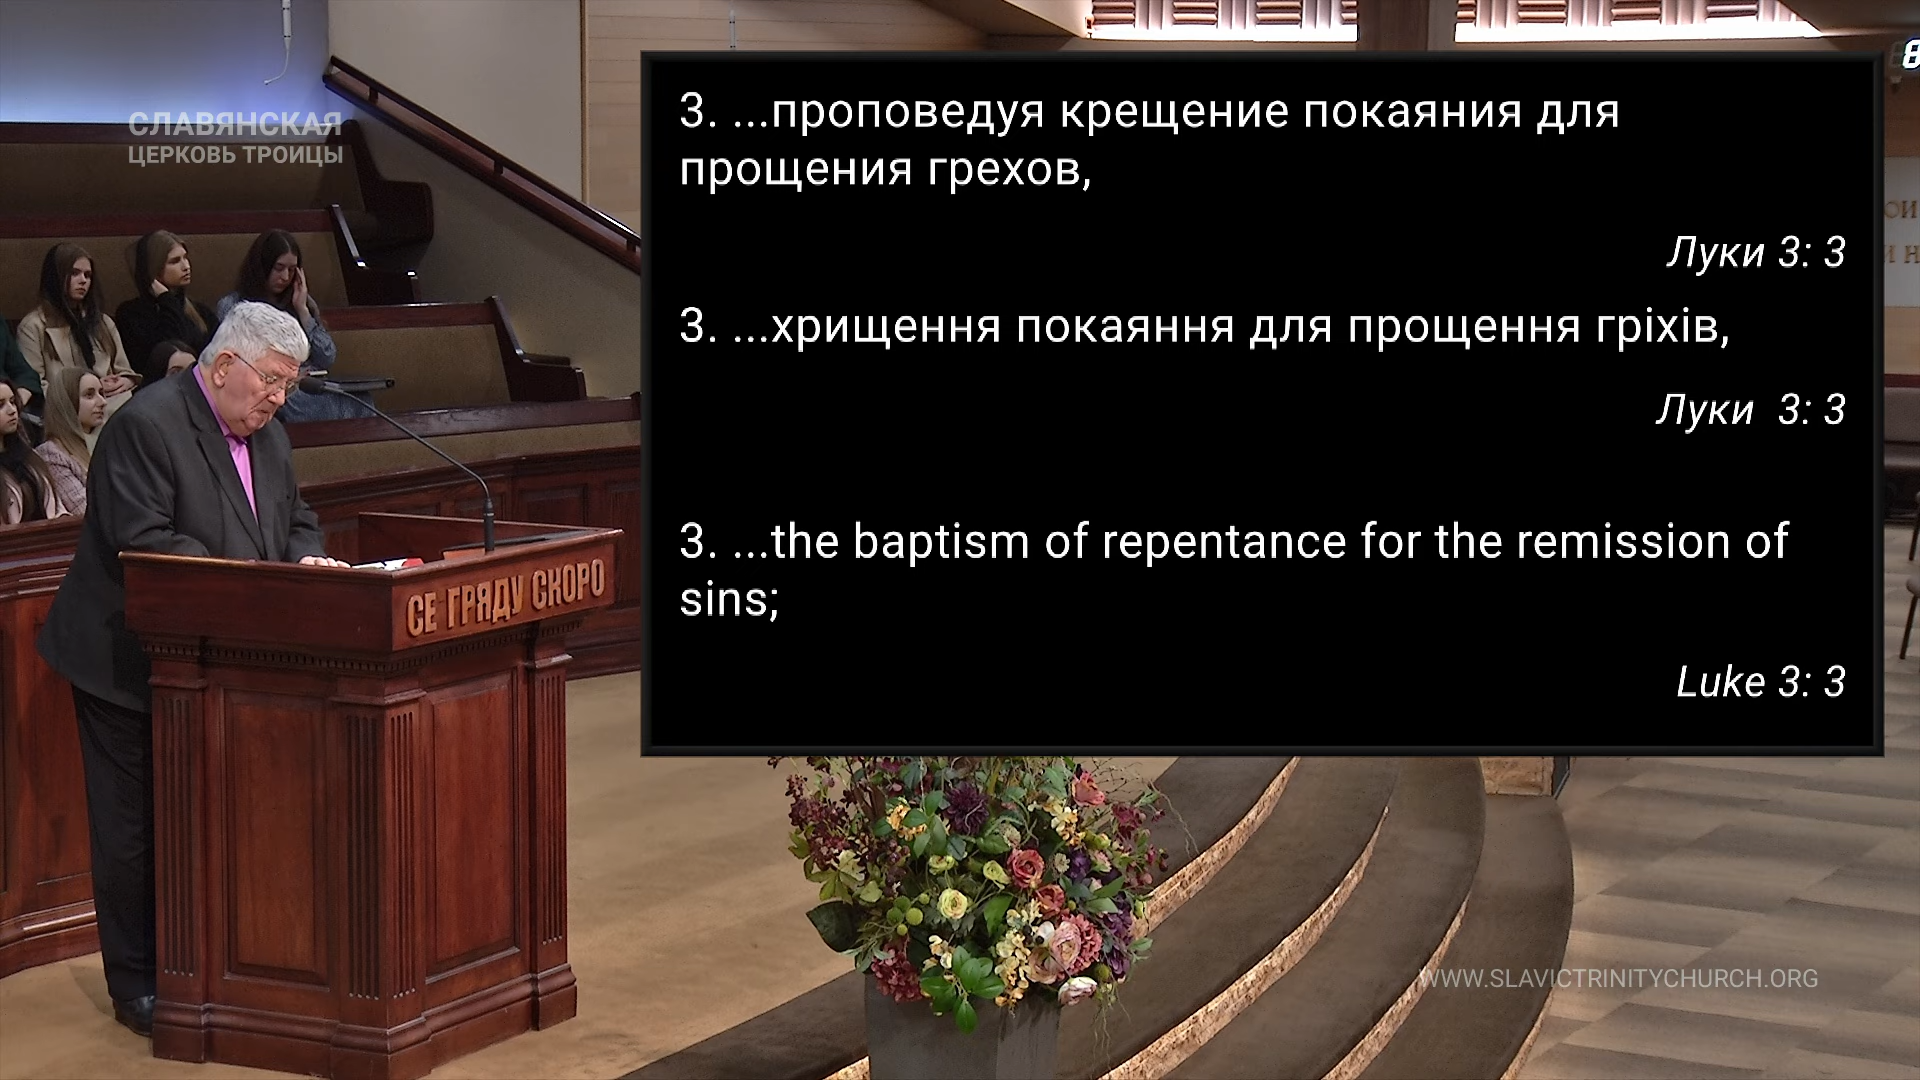 СЛАВЯНСКАЯ
ЦЕРКОВЬ ТРОИЦЫ
3. ...проповедуя крещение покаяния для
прощения грехов,
Луки 3: 3
3. ...хрищення покаяння для прощення гріхів,
Луки  3: 3
3. ...the baptism of repentance for the remission of
sins;
Luke 3: 3
СЕ ГРЯДУ СКОРО
WWW.SLAVICTRINITYCHURCH.ORG